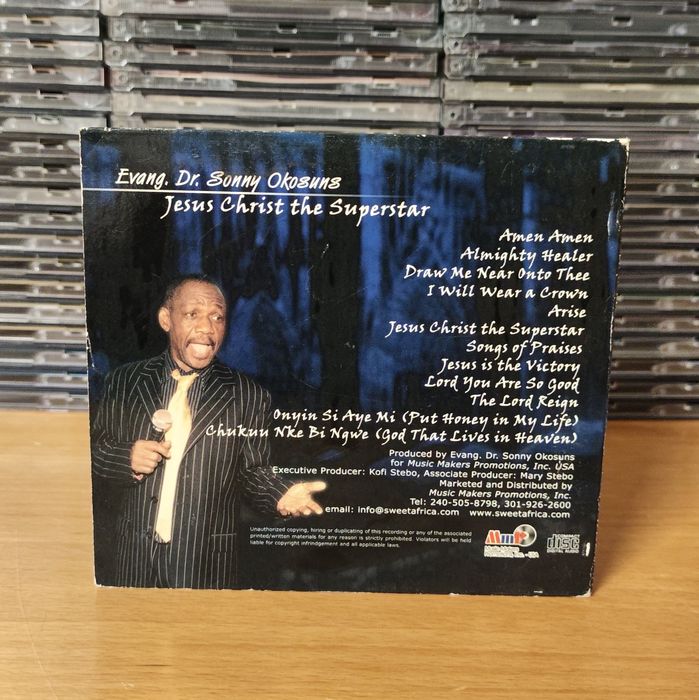 Evang. Dr. Sonny Okosuns
Jesus Christ the Superstar
Amen Amen
Almighty Healer
Draw Me Near Onto Thee
I Will Wear a Crown
Arise
Jesus Christ the Superstar
Songs of Praises
Jesus is the Victory
Lord You Are So Good
The Lord Reign
Onyin Si Aye Mi (Put Honey in My Life)
Chukuu Nke Bi Ngwe (God That Lives in Heaven)
Produced by Evang. Dr. Sonny Okosuns
for Music Makers Promotions, Inc. USA
Executive Producer: Kofi Stebo, Associate Producer: Mary Stebo
Marketed and Distributed by
Music Makers Promotions, Inc.
Tel: 240-505-8798, 301-926-2600
email: info@sweetafrica.com www.sweetafrica.com
Unauthorized copying, hiring or duplicating of this recording or any of the associated
printed/written materials for any reason is strictly prohibited. Violators will be held
liable for copyright infringement and all applicable laws.
MMP
COMPACT
disc
DIGITAL AUDIO